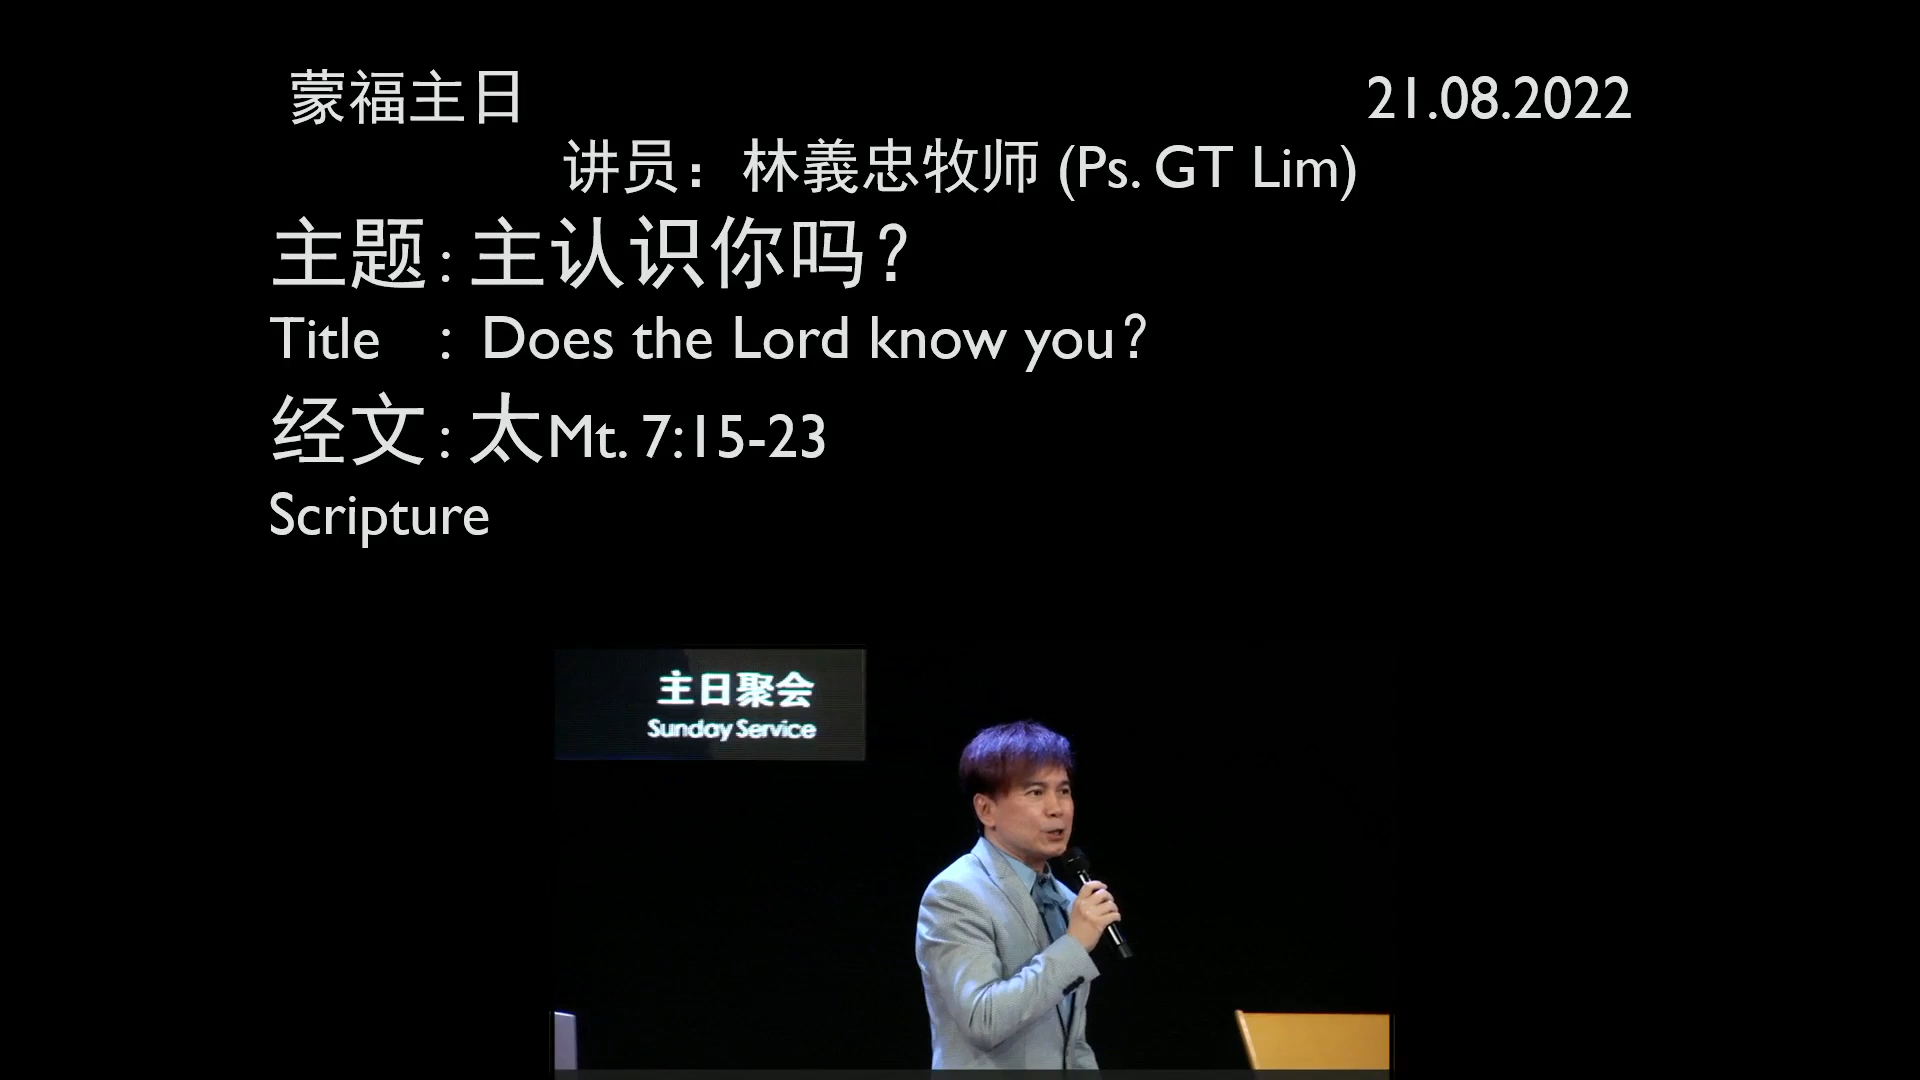 蒙福主日 21.08.2022
讲员：林義忠牧师 (Ps. GT Lim)
主题：主认识你吗？
Title : Does the Lord know you？
经文：太Mt. 7:15-23
Scripture
主日聚会
Sunday Service